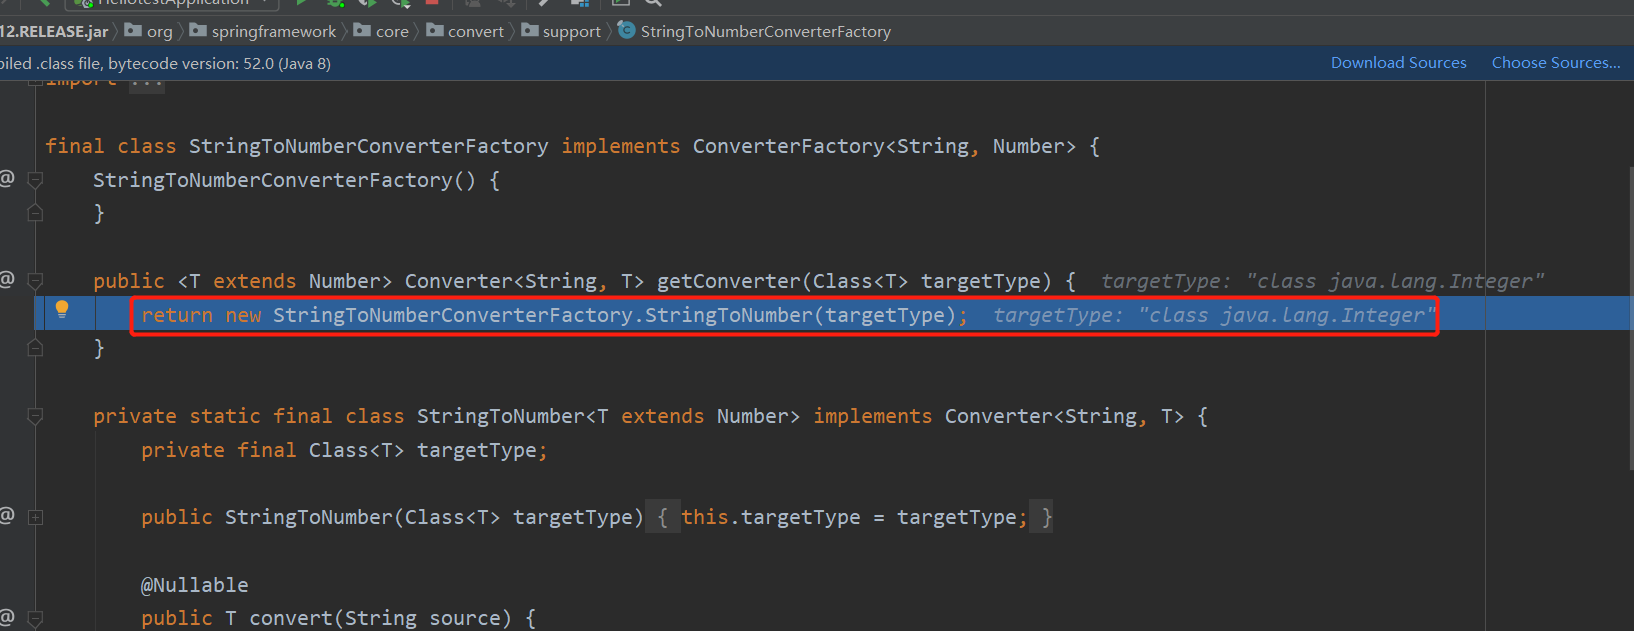 HellotestApplication
12.RELEASE.jar org springframework core convert support StringToNumberConverterFactory
piled .class file, bytecode version: 52.0 (Java 8) Download Sources Choose Sources...
import ...
final class StringToNumberConverterFactory implements ConverterFactory<String, Number> {
StringToNumberConverterFactory() {
}
public <T extends Number> Converter<String, T> getConverter(Class<T> targetType) { targetType: "class java.lang.Integer"
return new StringToNumberConverterFactory.StringToNumber(targetType); targetType: "class java.lang.Integer"
}
private static final class StringToNumber<T extends Number> implements Converter<String, T> {
private final Class<T> targetType;
public StringToNumber(Class<T> targetType) { this.targetType = targetType; }
@Nullable
public T convert(String source) {